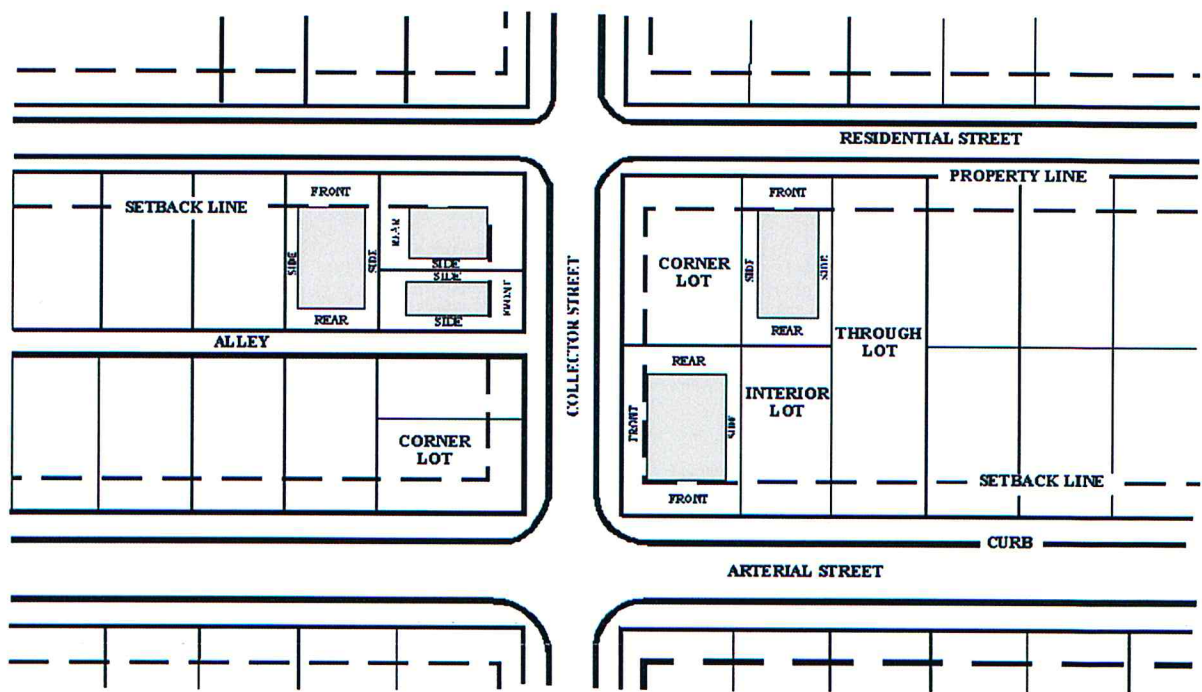 RESIDENTIAL STREET
PROPERTY LINE
FRONT
SETBACK LINE
REAR
SIDE
SIDE
SIDE
SIDE
FRONT
SIDE
REAR
ALLEY
COLLECTOR STREET
FRONT
CORNER
LOT
SIDE
SIDE
REAR
THROUGH
LOT
REAR
INTERIOR
LOT
FRONT
SIDE
FRONT
CORNER
LOT
SETBACK LINE
CURB
ARTERIAL STREET